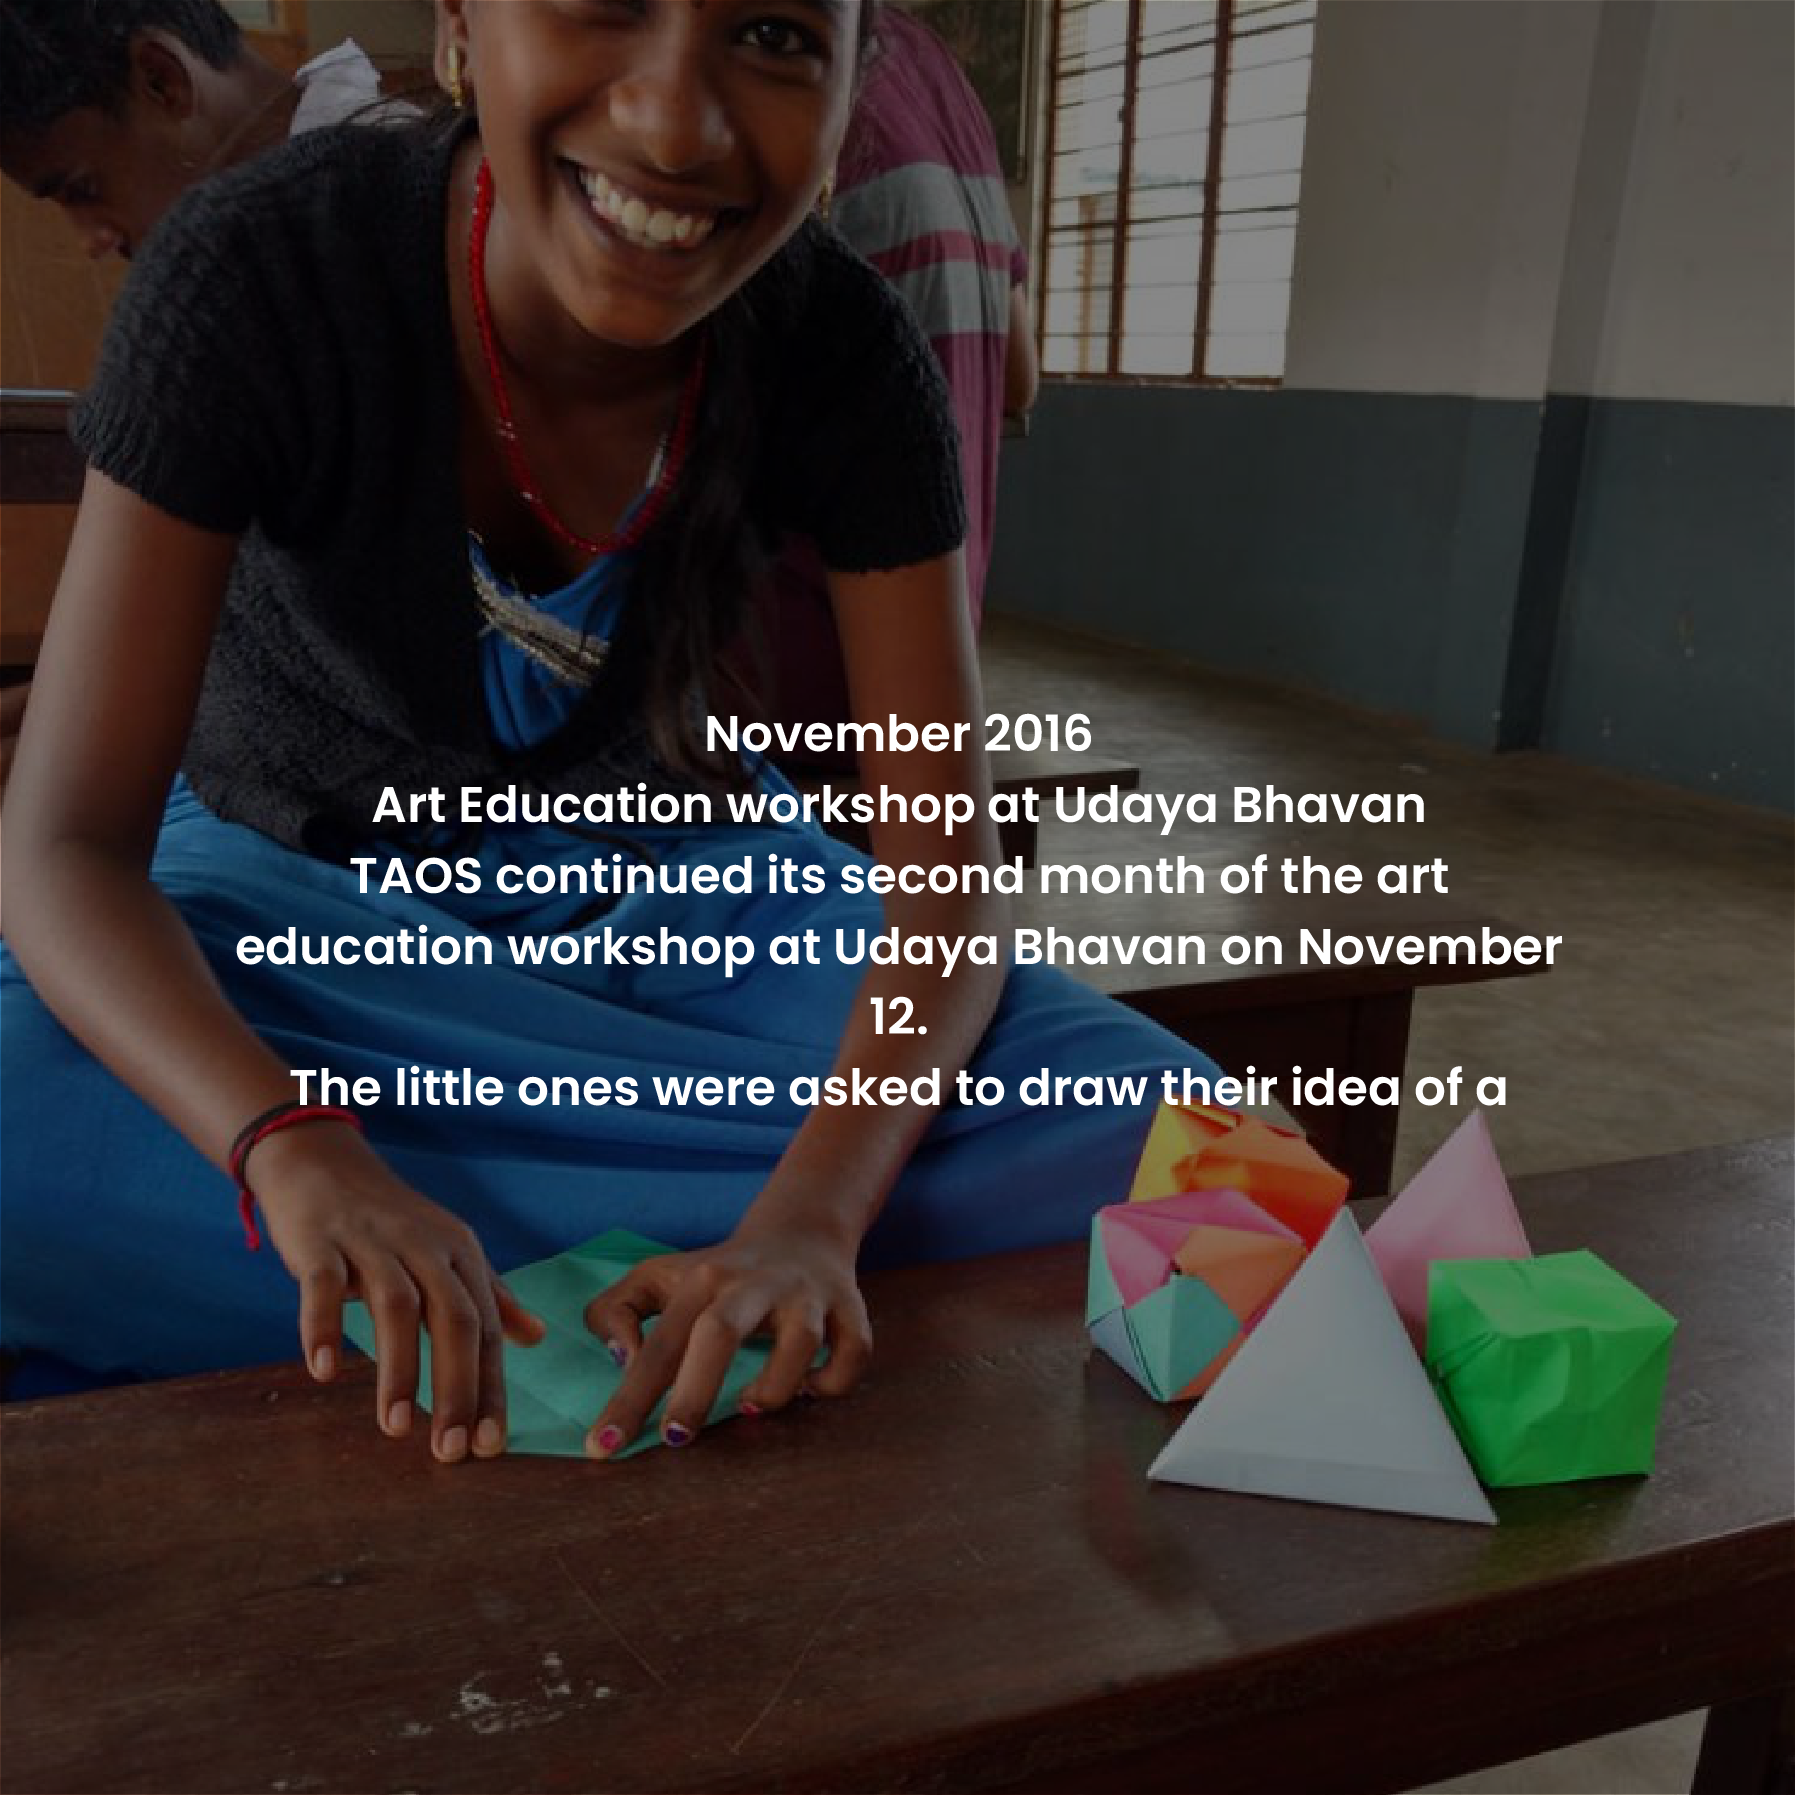 November 2016
Art Education workshop at Udaya Bhavan
TAOS continued its second month of the art
education workshop at Udaya Bhavan on November
12.
The little ones were asked to draw their idea of a